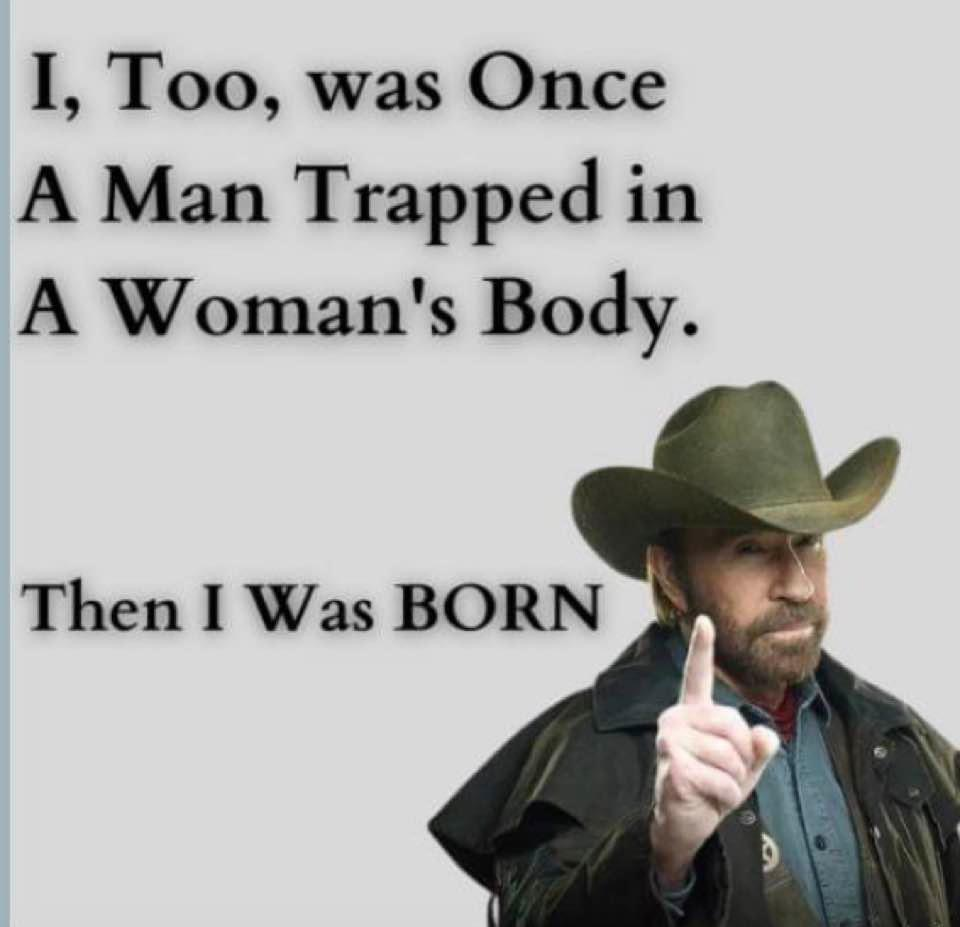 I, Too, was Once
A Man Trapped in
A Woman's Body.
Then I Was BORN